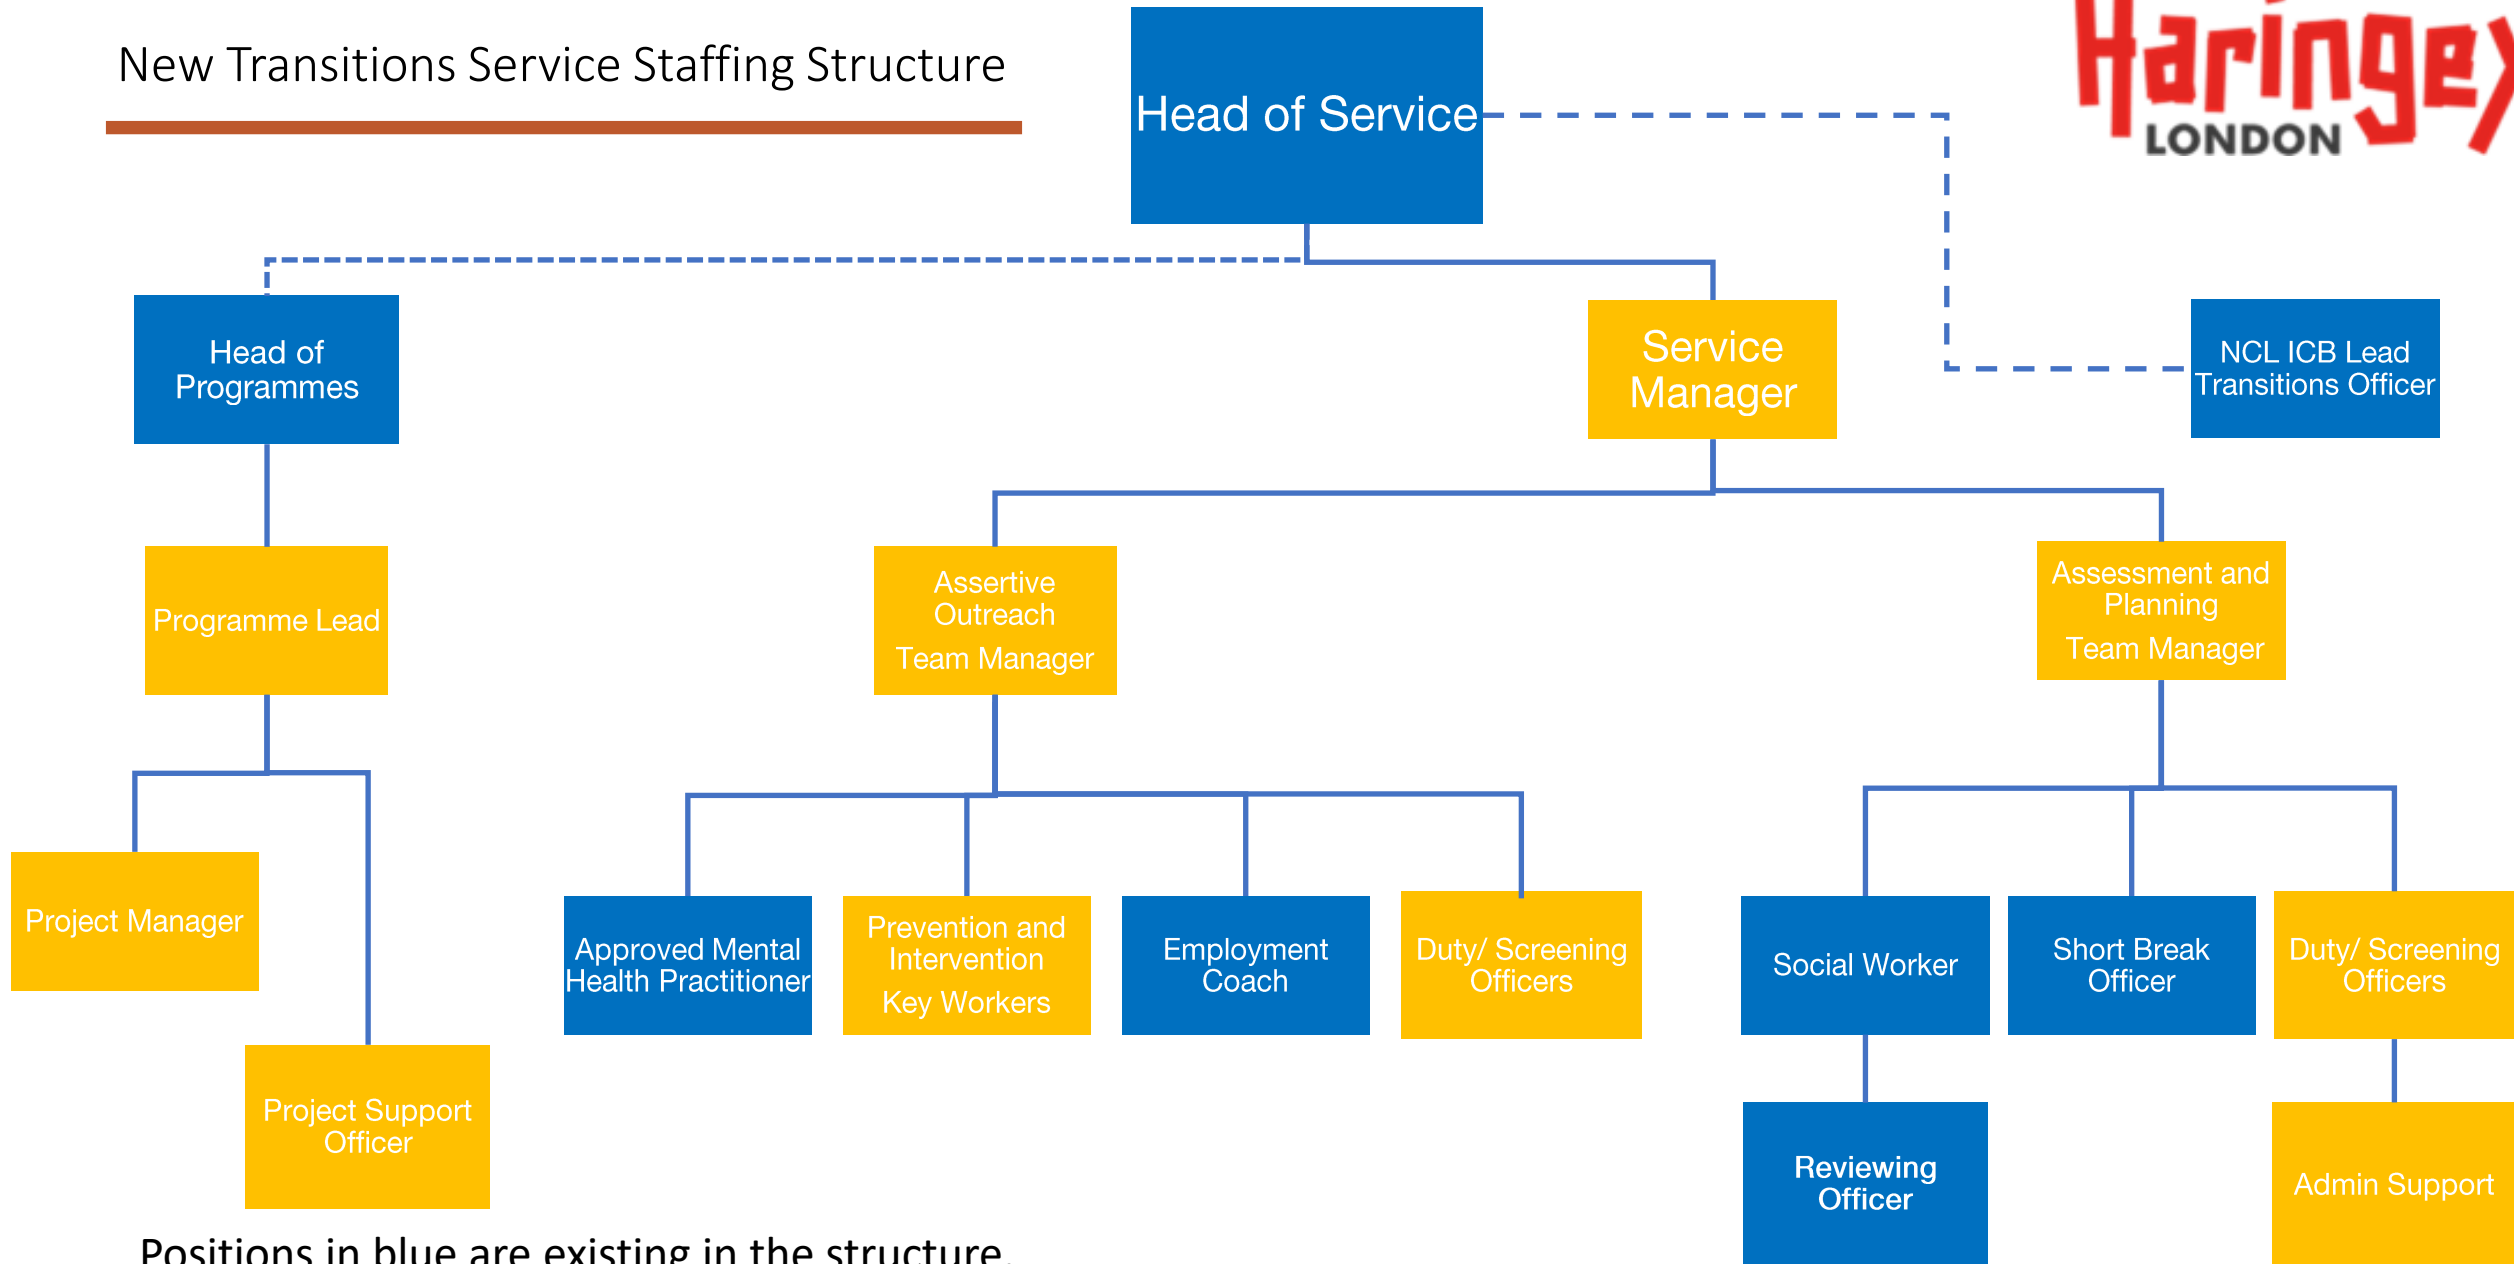 New Transitions Service Staffing Structure
Haringey
LONDON
Head of Service
Head of
Programmes
Service
Manager
NCL ICB Lead
Transitions Officer
Programme Lead
Assertive
Outreach
Team Manager
Assessment and
Planning
Team Manager
Project Manager
Approved Mental
Health Practitioner
Prevention and
Intervention
Key Workers
Employment
Coach
Duty/ Screening
Officers
Social Worker
Short Break
Officer
Duty/ Screening
Officers
Project Support
Officer
Reviewing
Officer
Admin Support
Positions in blue are existing in the structure.